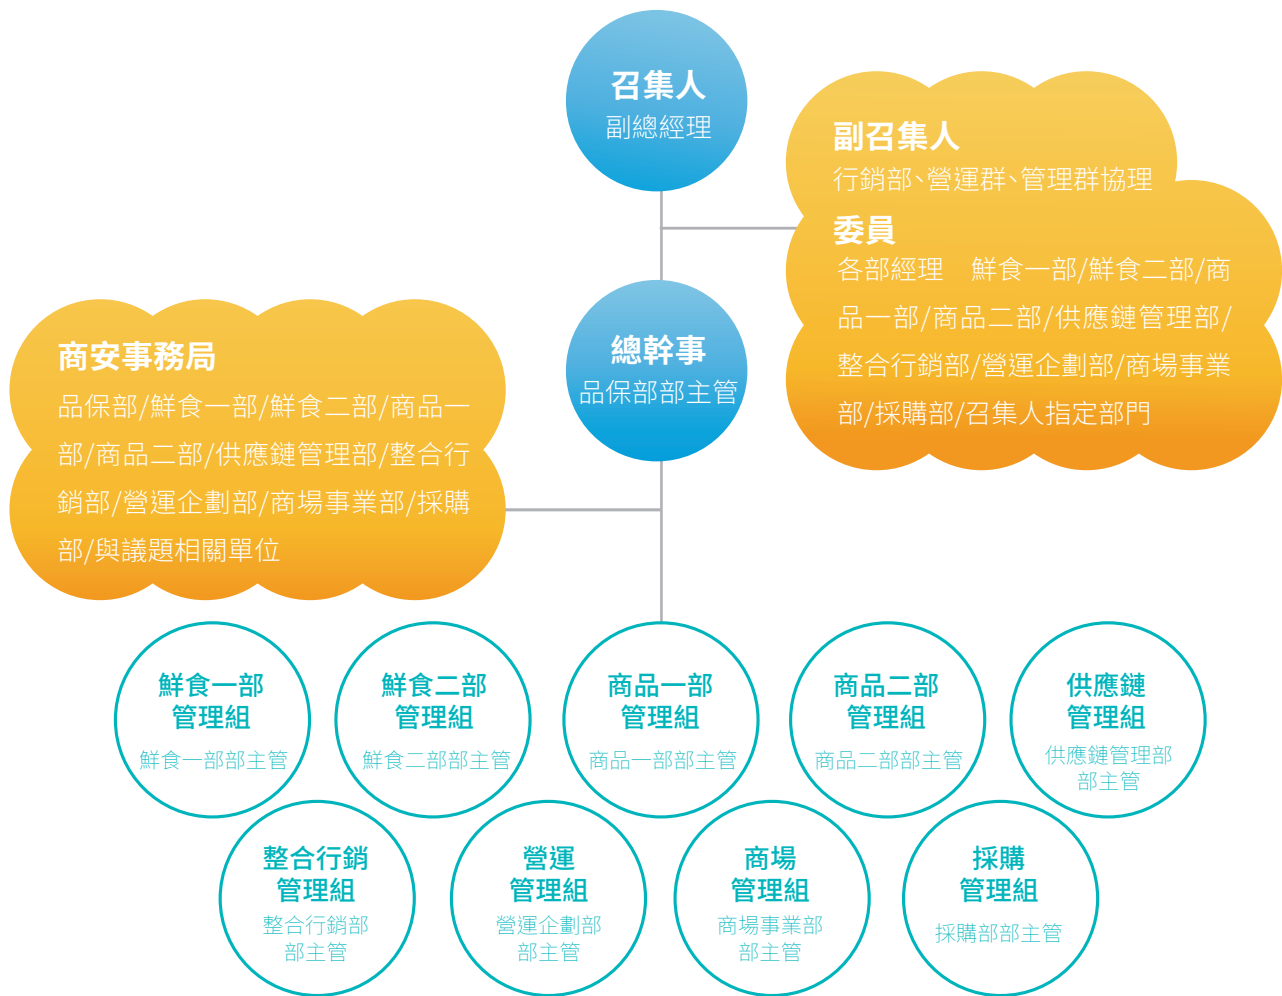 召集人
副總經理
副召集人
行銷部、營運群、管理群協理
委員
各部經理　鮮食一部/鮮食二部/商
品一部/商品二部/供應鏈管理部/
整合行銷部/營運企劃部/商場事業
部/採購部/召集人指定部門
總幹事
品保部部主管
商安事務局
品保部/鮮食一部/鮮食二部/商品一
部/商品二部/供應鏈管理部/整合行
銷部/營運企劃部/商場事業部/採購
部/與議題相關單位
鮮食一部
管理組
鮮食一部部主管
鮮食二部
管理組
鮮食二部部主管
商品一部
管理組
商品一部部主管
商品二部
管理組
商品二部部主管
供應鏈
管理組
供應鏈管理部
部主管
整合行銷
管理組
整合行銷部
部主管
營運
管理組
營運企劃部
部主管
商場
管理組
商場事業部
部主管
採購
管理組
採購部部主管